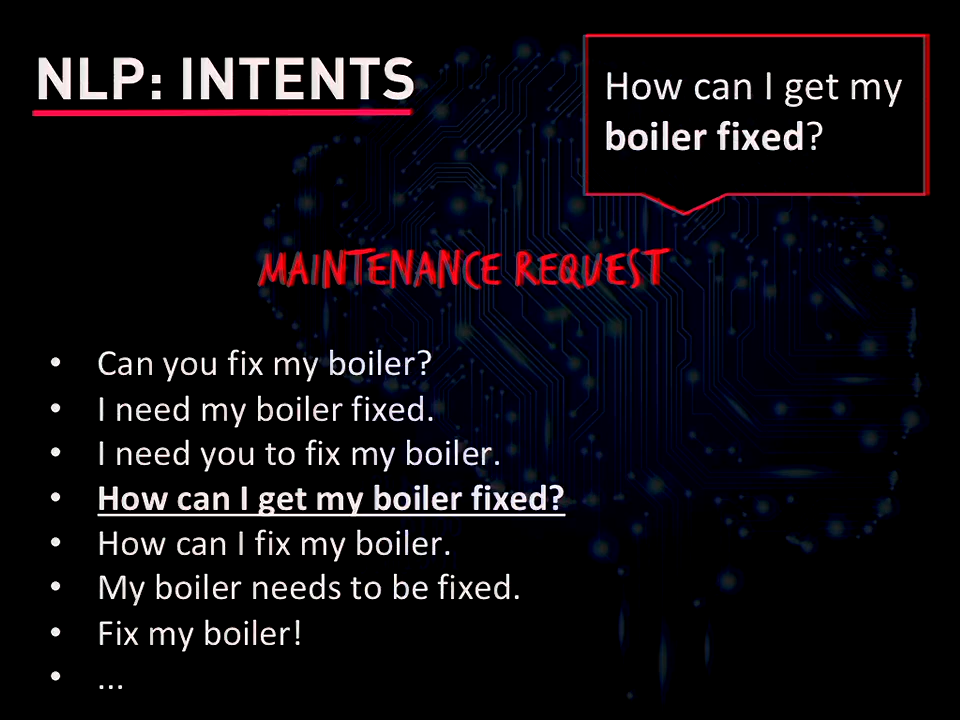 NLP: INTENTS
How can I get my
boiler fixed?
MAINTENANCE REQUEST
• Can you fix my boiler?
• I need my boiler fixed.
• I need you to fix my boiler.
• How can I get my boiler fixed?
• How can I fix my boiler.
• My boiler needs to be fixed.
• Fix my boiler!
• ...